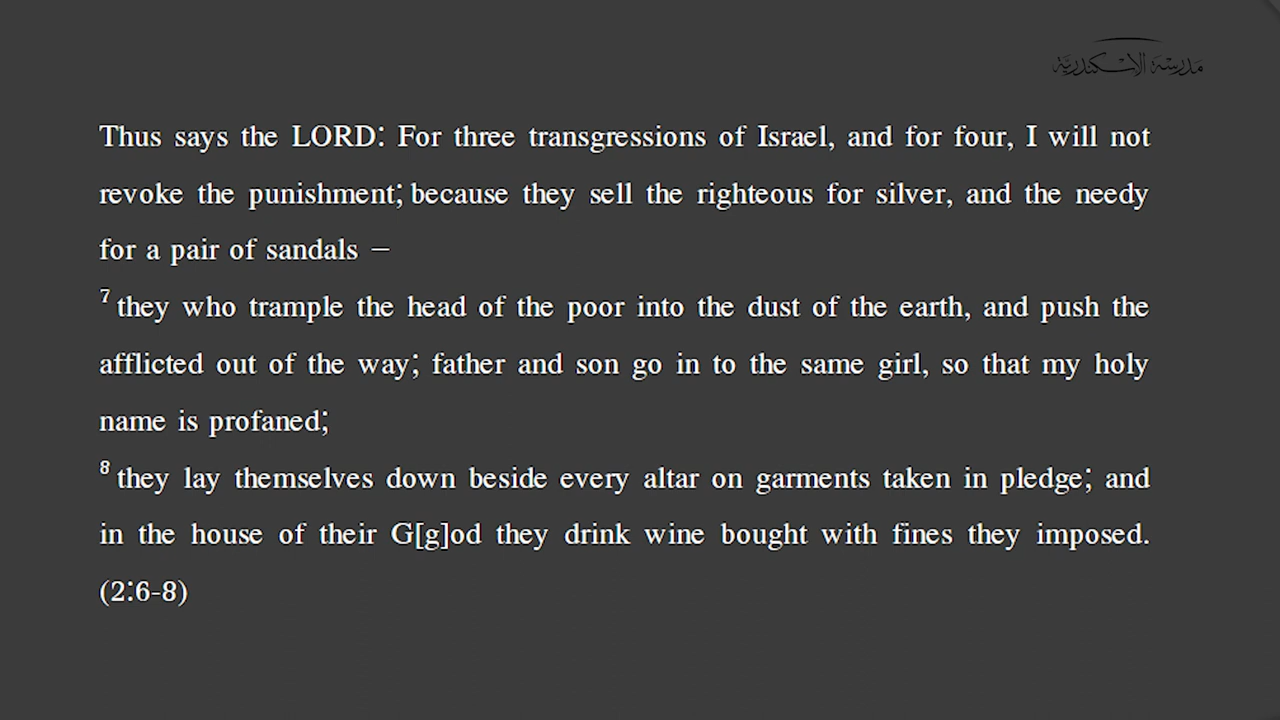 مدرسة الإسكندرية
Thus says the LORD: For three transgressions of Israel, and for four, I will not
revoke the punishment; because they sell the righteous for silver, and the needy
for a pair of sandals –
7 they who trample the head of the poor into the dust of the earth, and push the
afflicted out of the way; father and son go in to the same girl, so that my holy
name is profaned;
8 they lay themselves down beside every altar on garments taken in pledge; and
in the house of their G[g]od they drink wine bought with fines they imposed.
(2:6-8)